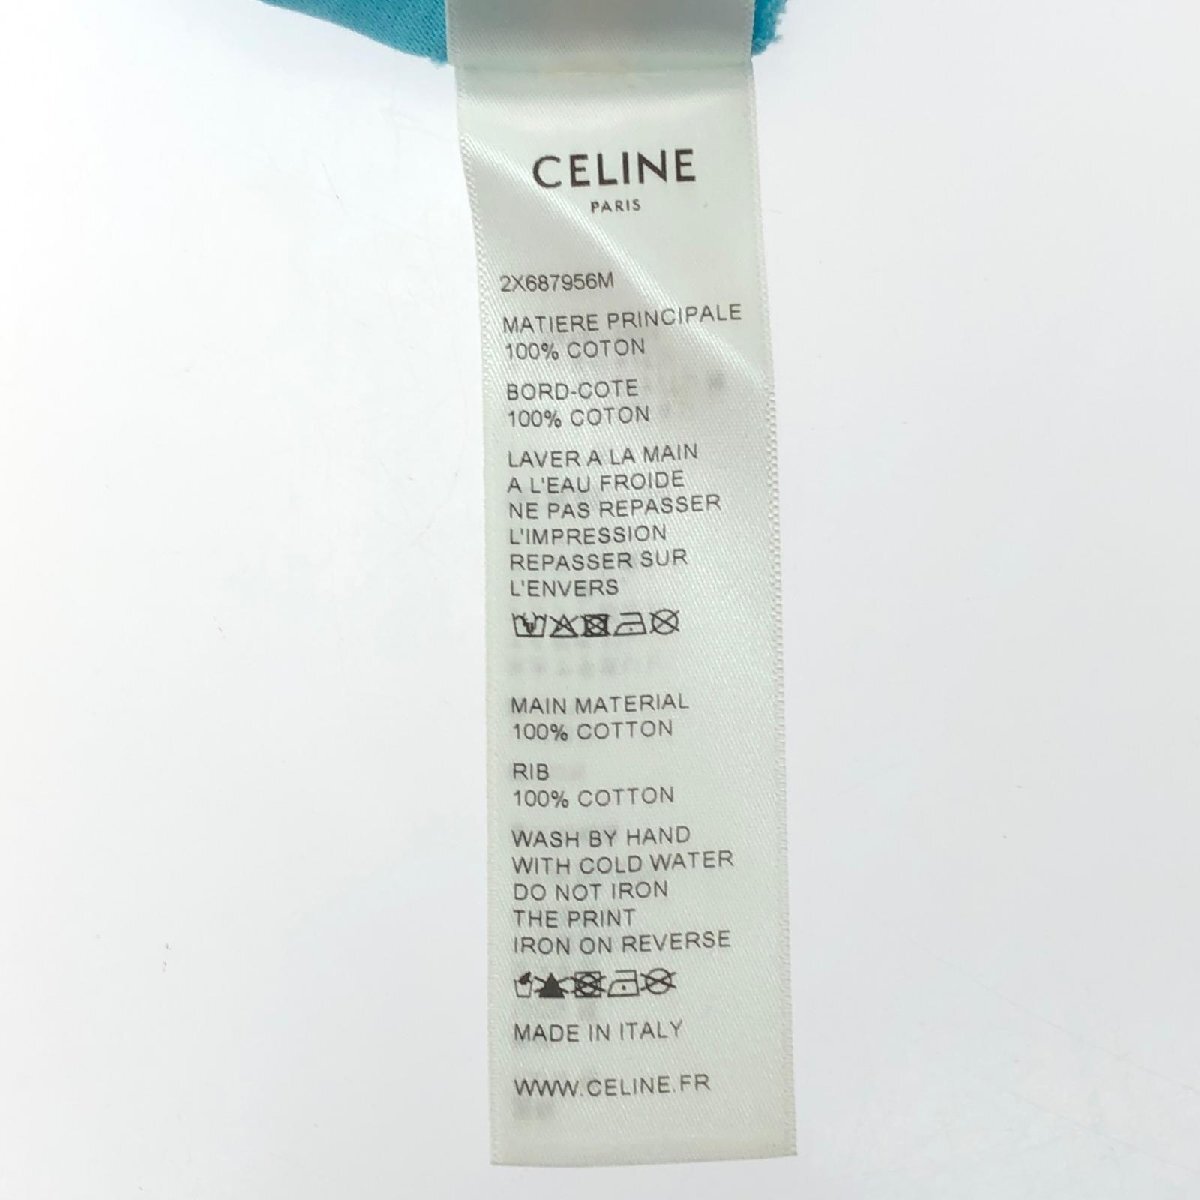 CELINE
PARIS
2X687956M
MATIERE PRINCIPALE
100% COTON
BORD-COTE
100% COTON
LAVER A LA MAIN
A L'EAU FROIDE
NE PAS REPASSER
L'IMPRESSION
REPASSER SUR
L'ENVERS
MAIN MATERIAL
100% COTTON
RIB
100% COTTON
WASH BY HAND
WITH COLD WATER
DO NOT IRON
THE PRINT
IRON ON REVERSE
MADE IN ITALY
WWW.CELINE.FR